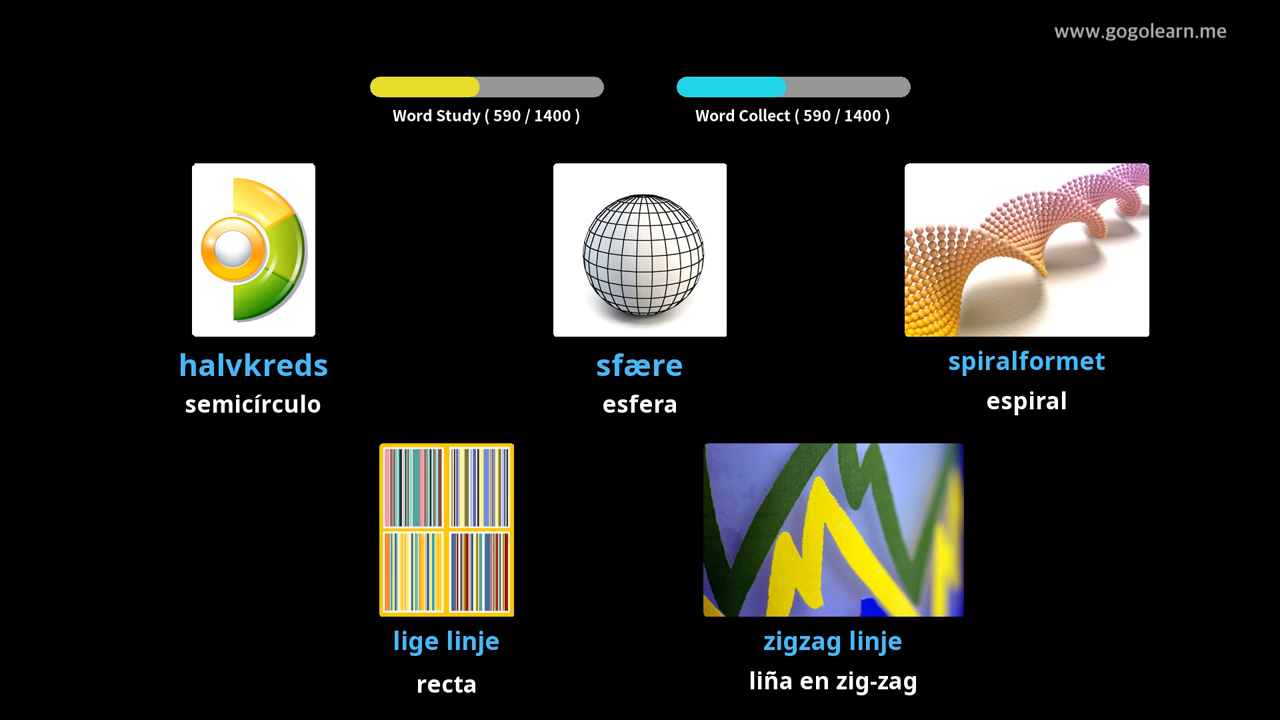 www.gogolearn.me
Word Study ( 590 / 1400 )
Word Collect ( 590 / 1400 )
halvkreds
semicírculo
sfære
esfera
spiralformet
espiral
lige linje
recta
zigzag linje
liña en zig-zag